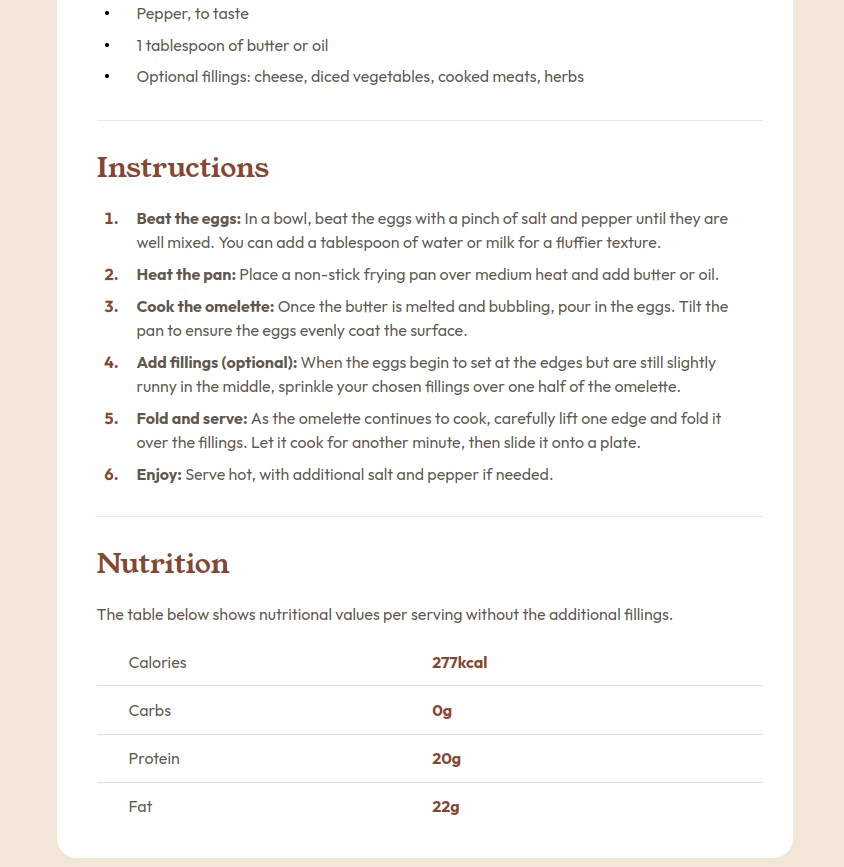 Pepper, to taste
1 tablespoon of butter or oil
Optional fillings: cheese, diced vegetables, cooked meats, herbs
Instructions
1. Beat the eggs: In a bowl, beat the eggs with a pinch of salt and pepper until they are
well mixed. You can add a tablespoon of water or milk for a fluffier texture.
2. Heat the pan: Place a non-stick frying pan over medium heat and add butter or oil.
3. Cook the omelette: Once the butter is melted and bubbling, pour in the eggs. Tilt the
pan to ensure the eggs evenly coat the surface.
4. Add fillings (optional): When the eggs begin to set at the edges but are still slightly
runny in the middle, sprinkle your chosen fillings over one half of the omelette.
5. Fold and serve: As the omelette continues to cook, carefully lift one edge and fold it
over the fillings. Let it cook for another minute, then slide it onto a plate.
6. Enjoy: Serve hot, with additional salt and pepper if needed.
Nutrition
The table below shows nutritional values per serving without the additional fillings.
Calories 277kcal
Carbs 0g
Protein 20g
Fat 22g